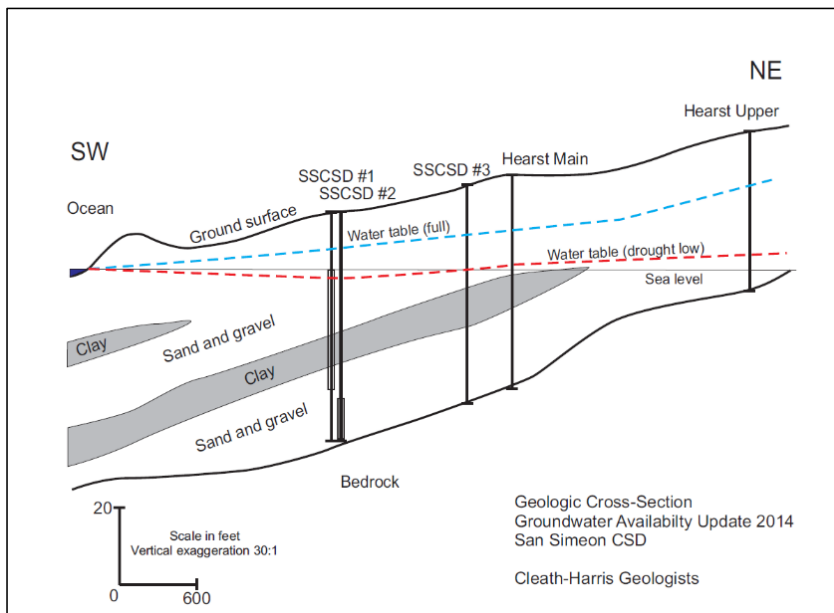 NE
Hearst Upper
SW
SSCSD #1
SSCSD #2
SSCSD #3
Hearst Main
Ocean
Ground surface
Water table (full)
Water table (drought low)
Sea level
Clay
Sand and gravel
Clay
Sand and gravel
Bedrock
20
Scale in feet
Vertical exaggeration 30:1
0
600
Geologic Cross-Section
Groundwater Availabilty Update 2014
San Simeon CSD
Cleath-Harris Geologists